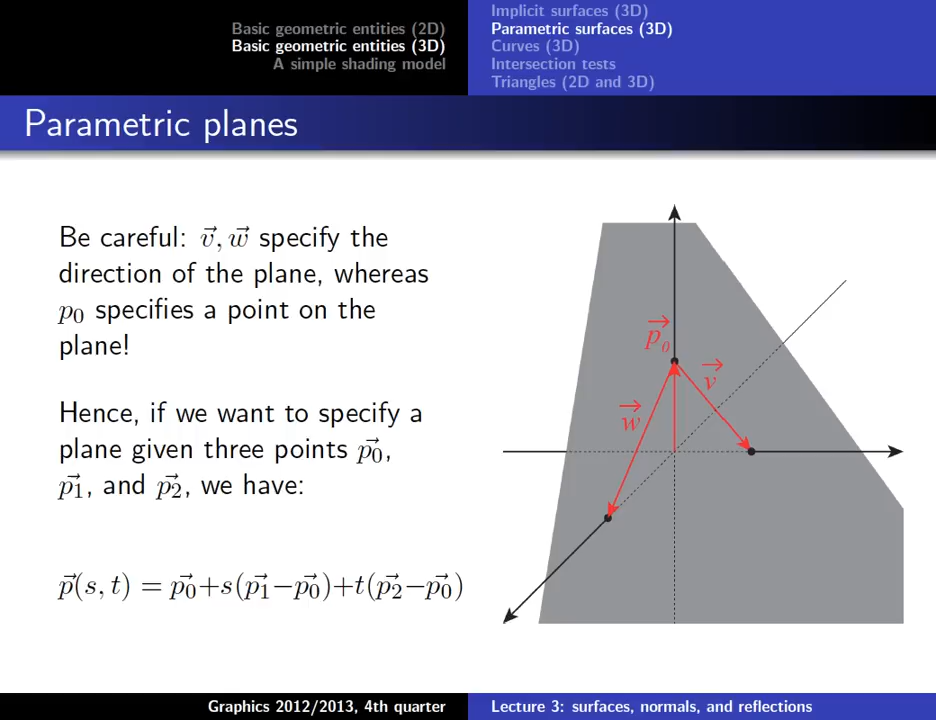 Basic geometric entities (2D)
Basic geometric entities (3D)
A simple shading model
Implicit surfaces (3D)
Parametric surfaces (3D)
Curves (3D)
Intersection tests
Triangles (2D and 3D)
Parametric planes
Be careful: v⃗, w⃗ specify the
direction of the plane, whereas
p₀ specifies a point on the
plane!
Hence, if we want to specify a
plane given three points p⃗₀,
p⃗₁, and p⃗₂, we have:
p⃗(s, t) = p⃗₀+s(p⃗₁−p⃗₀)+t(p⃗₂−p⃗₀)
p⃗₀
v⃗
w⃗
Graphics 2012/2013, 4th quarter
Lecture 3: surfaces, normals, and reflections